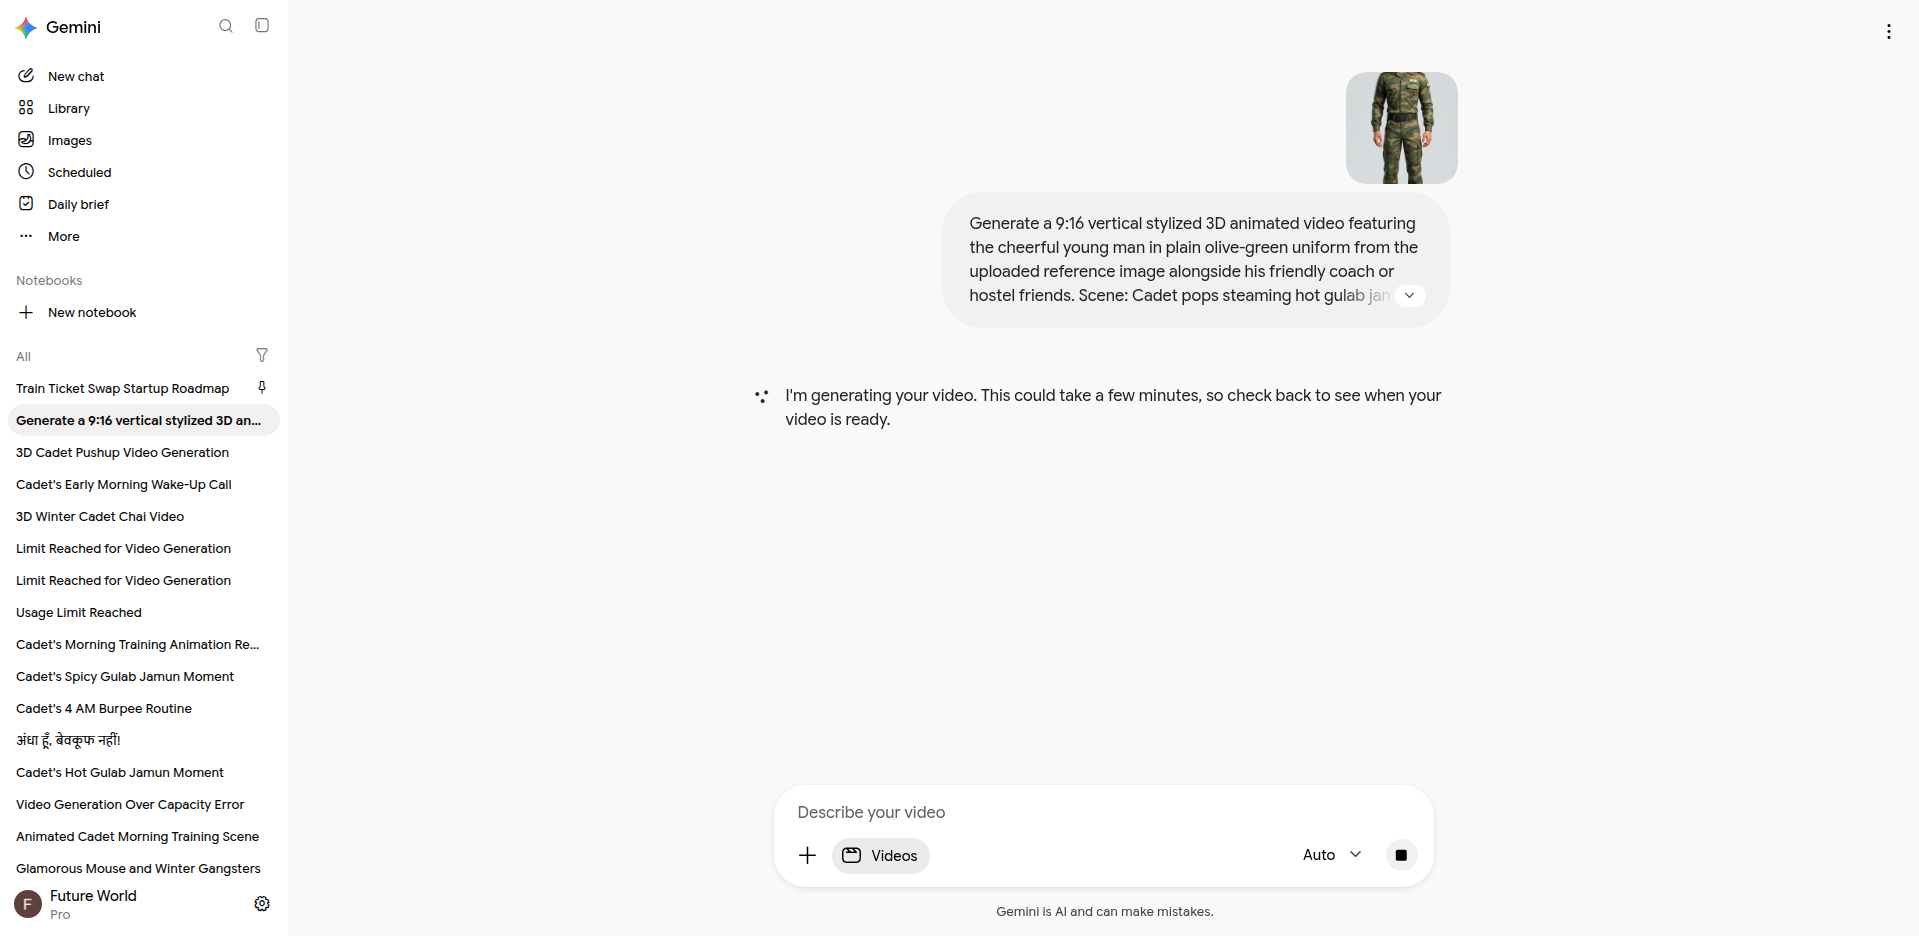 Gemini
New chat
Library
Images
Scheduled
Daily brief
More
Notebooks
New notebook
All
Train Ticket Swap Startup Roadmap
Generate a 9:16 vertical stylized 3D an...
3D Cadet Pushup Video Generation
Cadet's Early Morning Wake-Up Call
3D Winter Cadet Chai Video
Limit Reached for Video Generation
Limit Reached for Video Generation
Usage Limit Reached
Cadet's Morning Training Animation Re...
Cadet's Spicy Gulab Jamun Moment
Cadet's 4 AM Burpee Routine
अंधा हूँ, बेवकूफ नहीं!
Cadet's Hot Gulab Jamun Moment
Video Generation Over Capacity Error
Animated Cadet Morning Training Scene
Glamorous Mouse and Winter Gangsters
F
Future World
Pro
Generate a 9:16 vertical stylized 3D animated video featuring
the cheerful young man in plain olive-green uniform from the
uploaded reference image alongside his friendly coach or
hostel friends. Scene: Cadet pops steaming hot gulab jam
I'm generating your video. This could take a few minutes, so check back to see when your
video is ready.
Describe your video
Videos
Auto
Gemini is AI and can make mistakes.